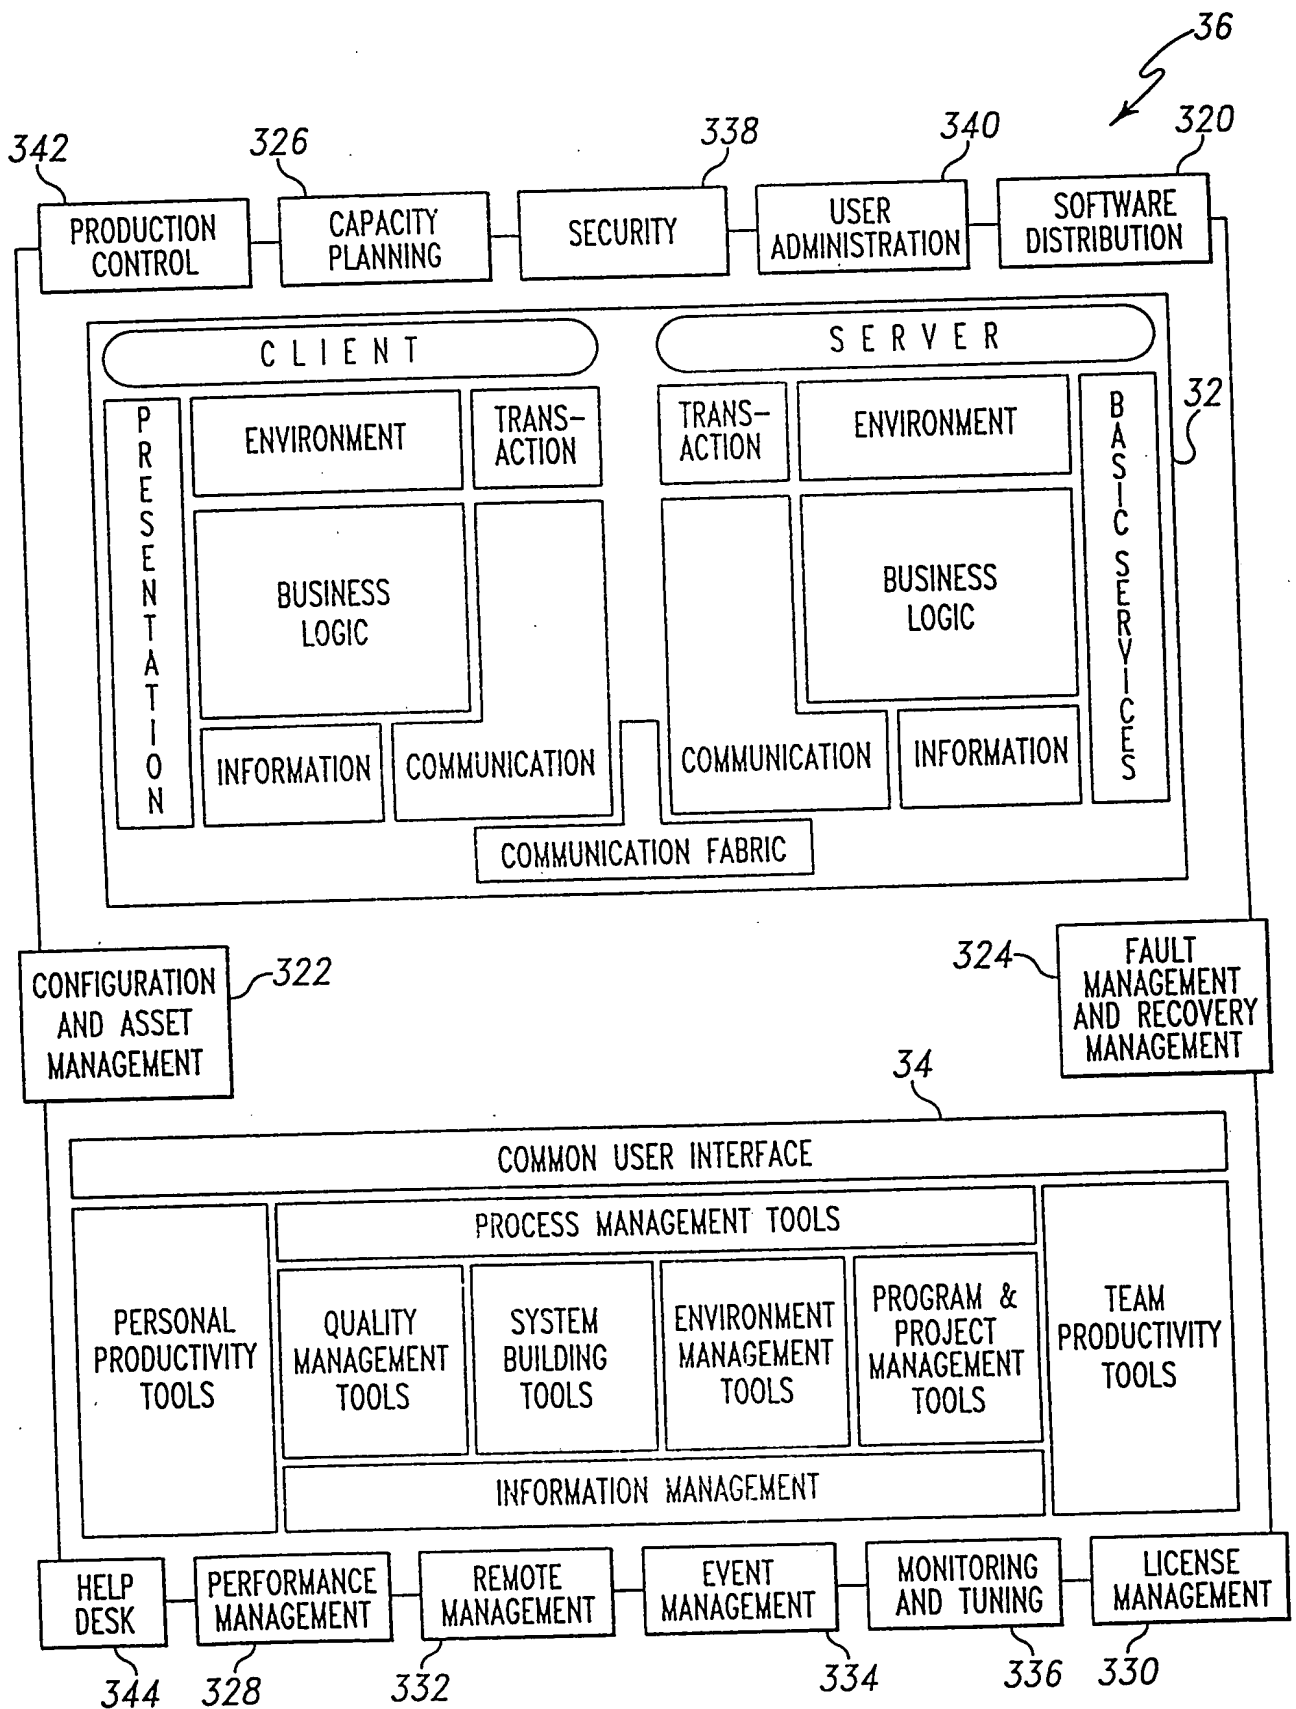 36
342
326
338
340
320
PRODUCTION
CONTROL
CAPACITY
PLANNING
SECURITY
USER
ADMINISTRATION
SOFTWARE
DISTRIBUTION
CLIENT
SERVER
32
PRESENTATION
ENVIRONMENT
TRANS-
ACTION
BUSINESS
LOGIC
INFORMATION
COMMUNICATION
TRANS-
ACTION
ENVIRONMENT
BASIC SERVICES
BUSINESS
LOGIC
COMMUNICATION
INFORMATION
COMMUNICATION FABRIC
CONFIGURATION
AND ASSET
MANAGEMENT
322
324
FAULT
MANAGEMENT
AND RECOVERY
MANAGEMENT
34
COMMON USER INTERFACE
PROCESS MANAGEMENT TOOLS
PERSONAL
PRODUCTIVITY
TOOLS
QUALITY
MANAGEMENT
TOOLS
SYSTEM
BUILDING
TOOLS
ENVIRONMENT
MANAGEMENT
TOOLS
PROGRAM &
PROJECT
MANAGEMENT
TOOLS
TEAM
PRODUCTIVITY
TOOLS
INFORMATION MANAGEMENT
HELP
DESK
PERFORMANCE
MANAGEMENT
REMOTE
MANAGEMENT
EVENT
MANAGEMENT
MONITORING
AND TUNING
LICENSE
MANAGEMENT
344
328
332
334
336
330